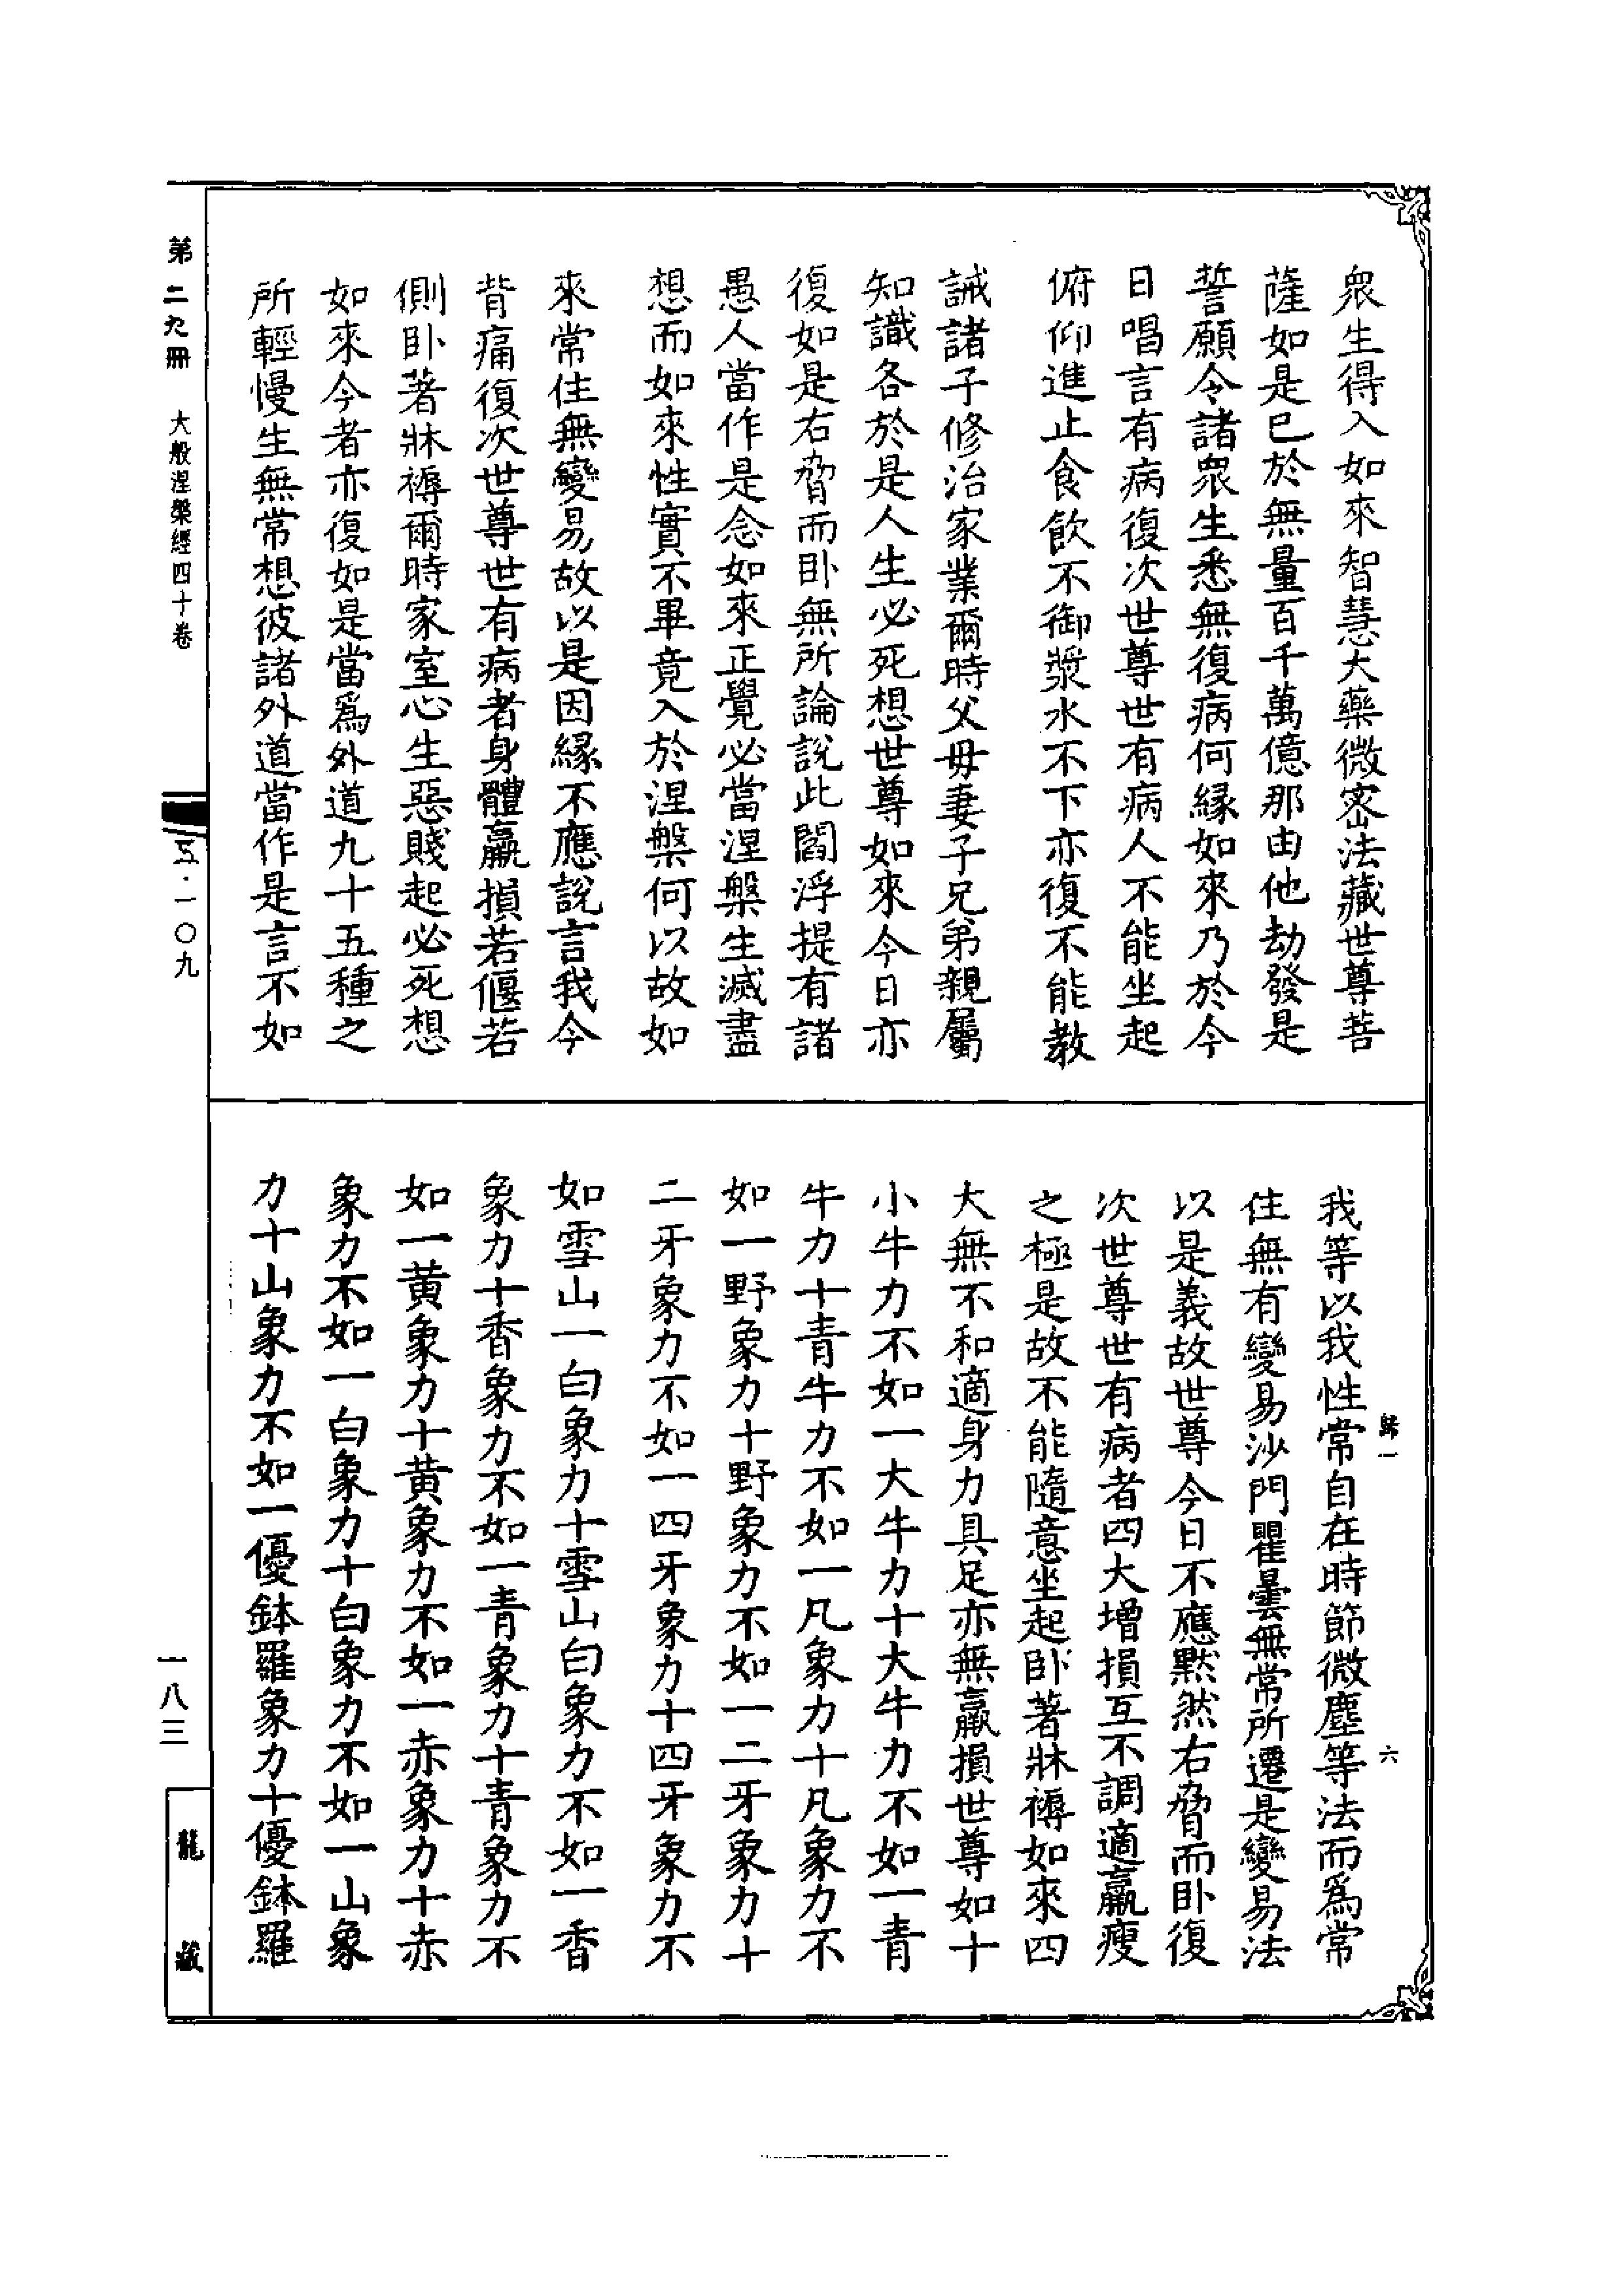 衆生得入如來智慧大藥微宻法藏世尊菩
薩如是已於無量百千萬億那由他劫發是
誓願令諸衆生悉無復病何縁如來乃於今
日唱言有病復次世尊世有病人不能坐起
俯仰進止食飲不御漿水不下亦復不能教
誡諸子修治家業爾時父母妻子兄弟親屬
知識各於是人生必死想世尊如來今日亦
復如是右脅而卧無所論說此閻浮提有諸
愚人當作是念如來正覺必當涅槃生滅盡
想而如來性實不畢竟入於涅槃何以故如
來常住無變易故以是因縁不應說言我今
背痛復次世尊世有病者身體羸損若偃若
側卧著牀褥爾時家室心生惡賤起必死想
如來今者亦復如是當爲外道九十五種之
所輕慢生無常想彼諸外道當作是言不如
我等以我性常自在時節微塵等法而爲常
住無有變易沙門瞿曇無常所遷是變易法
以是義故世尊今日不應默然右脅而卧復
次世尊世有病者四大增損互不調適羸瘦
之極是故不能隨意坐起卧著牀褥如來四
大無不和適身力具足亦無羸損世尊如十
小牛力不如一大牛力十大牛力不如一青
牛力十青牛力不如一凡象力十凡象力不
如一野象力十野象力不如一二牙象力十
二牙象力不如一四牙象力十四牙象力不
如雪山一白象力十雪山白象力不如一香
象力十香象力不如一青象力十青象力不
如一黄象力十黄象力不如一赤象力十赤
象力不如一白象力十白象力不如一山象
力十山象力不如一優鉢羅象力十優鉢羅
歸一 六
第二九冊 大般涅槃經四十卷 五·一〇九
一八三
龍藏